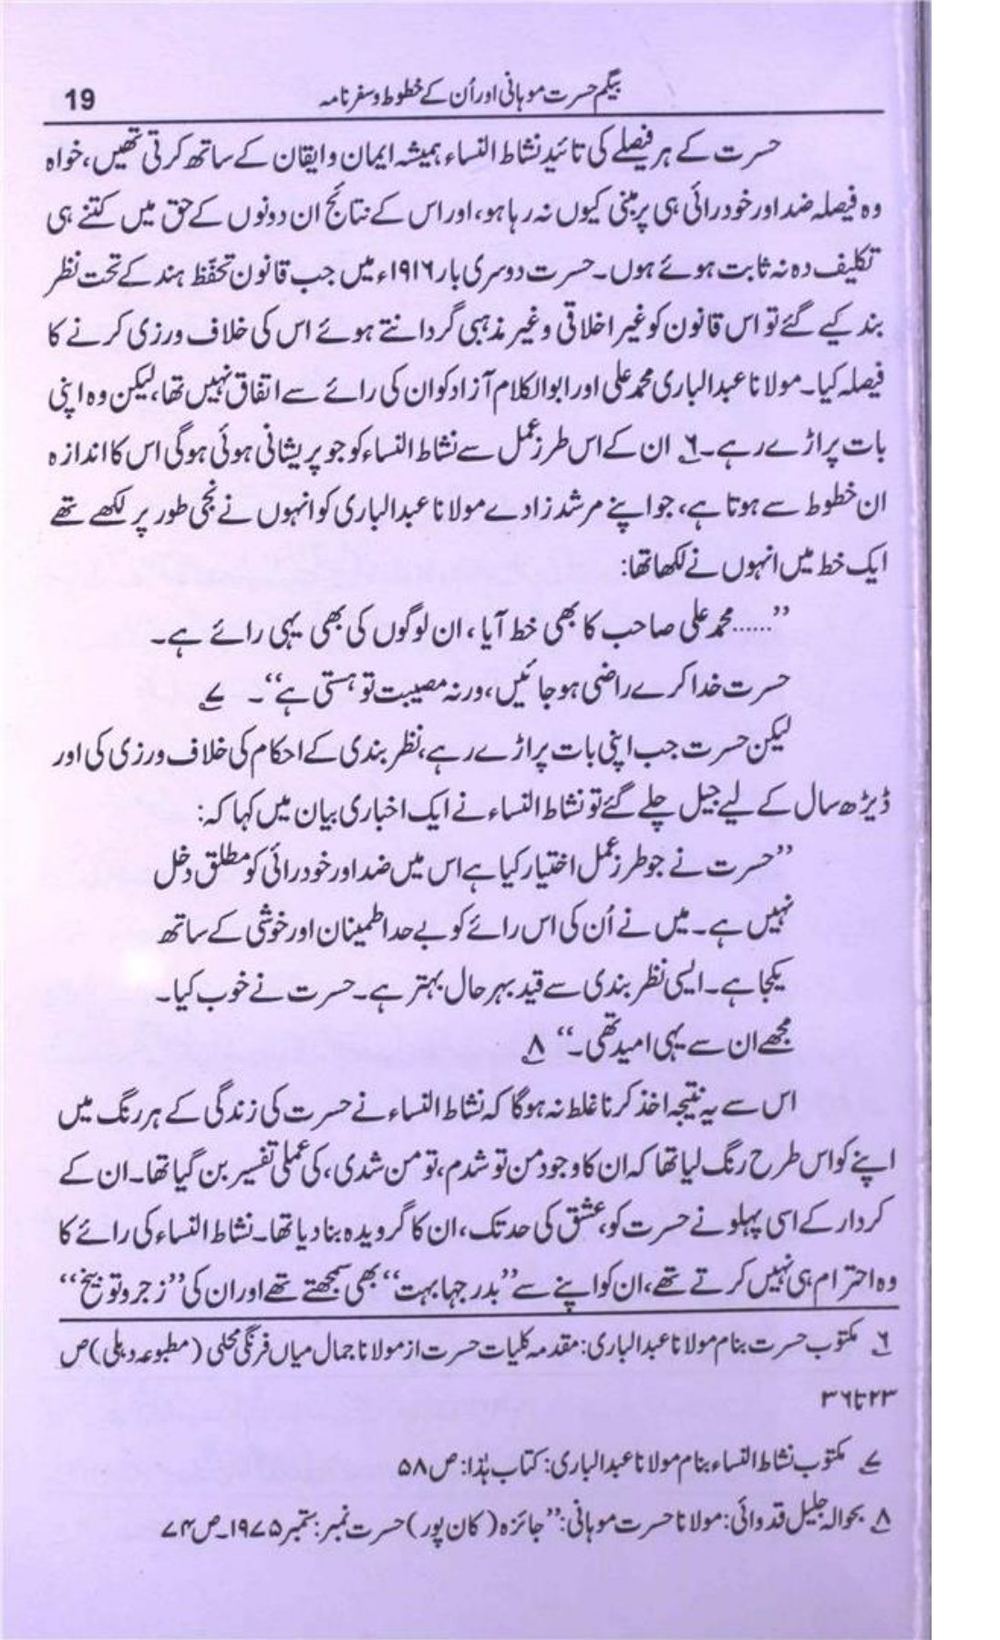 بیگم حسرت موہانی اور اُن کے خطوط و سفرنامہ
19
حسرت کے ہر فیصلے کی تائید نشاط النساء ہمیشہ ایمان و ایقان کے ساتھ کرتی تھیں، خواہ
وہ فیصلہ ضد اور خود رائی ہی پر مبنی کیوں نہ رہا ہو، اور اس کے نتائج ان دونوں کے حق میں کتنے ہی
تکلیف دہ نہ ثابت ہوئے ہوں۔ حسرت دوسری بار ۱۹۱۶ء میں جب قانون تحفّظ ہند کے تحت نظر
بند کیے گئے تو اس قانون کو غیر اخلاقی و غیر مذہبی گردانتے ہوئے اس کی خلاف ورزی کرنے کا
فیصلہ کیا۔ مولانا عبدالباری محمد علی اور ابوالکلام آزاد کو ان کی رائے سے اتفاق نہیں تھا، لیکن وہ اپنی
بات پر اڑے رہے۔ ۶؎ ان کے اس طرز عمل سے نشاط النساء کو جو پریشانی ہوئی ہوگی اس کا اندازہ
ان خطوط سے ہوتا ہے، جو اپنے مرشد زادے مولانا عبدالباری کو انہوں نے نجی طور پر لکھے تھے
ایک خط میں انہوں نے لکھا تھا:
”......محمد علی صاحب کا بھی خط آیا، ان لوگوں کی بھی یہی رائے ہے۔
حسرت خدا کرے راضی ہو جائیں، ورنہ مصیبت تو ہستی ہے“۔ ۷؎
لیکن حسرت جب اپنی بات پر اڑے رہے، نظر بندی کے احکام کی خلاف ورزی کی اور
ڈیڑھ سال کے لیے جیل چلے گئے تو نشاط النساء نے ایک اخباری بیان میں کہا کہ:
”حسرت نے جو طرز عمل اختیار کیا ہے اس میں ضد اور خود رائی کو مطلق دخل
نہیں ہے۔ میں نے اُن کی اس رائے کو بے حد اطمینان اور خوشی کے ساتھ
یکجا ہے۔ ایسی نظر بندی سے قید بہر حال بہتر ہے۔ حسرت نے خوب کیا۔
مجھے ان سے یہی امید تھی۔“ ۸؎
اس سے یہ نتیجہ اخذ کرنا غلط نہ ہوگا کہ نشاط النساء نے حسرت کی زندگی کے ہر رنگ میں
اپنے کو اس طرح رنگ لیا تھا کہ ان کا وجود من تو شدم، تو من شدی، کی عملی تفسیر بن گیا تھا۔ ان کے
کردار کے اسی پہلو نے حسرت کو، عشق کی حد تک، ان کا گرویدہ بنا دیا تھا۔ نشاط النساء کی رائے کا
وہ احترام ہی نہیں کرتے تھے، ان کو اپنے سے ”بدرجہا بہت“ بھی سمجھتے تھے اور ان کی ”زجر و توبیخ“
۶؎ مکتوب حسرت بنام مولانا عبدالباری: مقدمہ کلیات حسرت از مولانا جمال میاں فرنگی محلی (مطبوعہ دہلی) ص
۲۳ تا ۳۶
۷؎ مکتوب نشاط النساء بنام مولانا عبدالباری: کتاب ہٰذا: ص ۵۸
۸؎ بحوالہ جلیل قدوائی: مولانا حسرت موہانی: ”جائزہ (کان پور) حسرت نمبر: ستمبر ۱۹۷۵۔ ص ۷۴